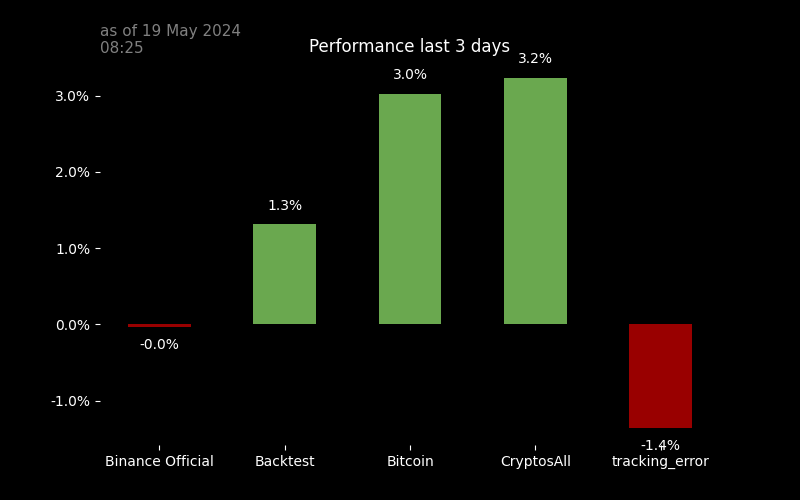 as of 19 May 2024
08:25
Performance last 3 days
3.2%
3.0%
3.0%
2.0%
1.3%
1.0%
0.0%
-0.0%
-1.0%
-1.4%
Binance Official
Backtest
Bitcoin
CryptosAll
tracking_error